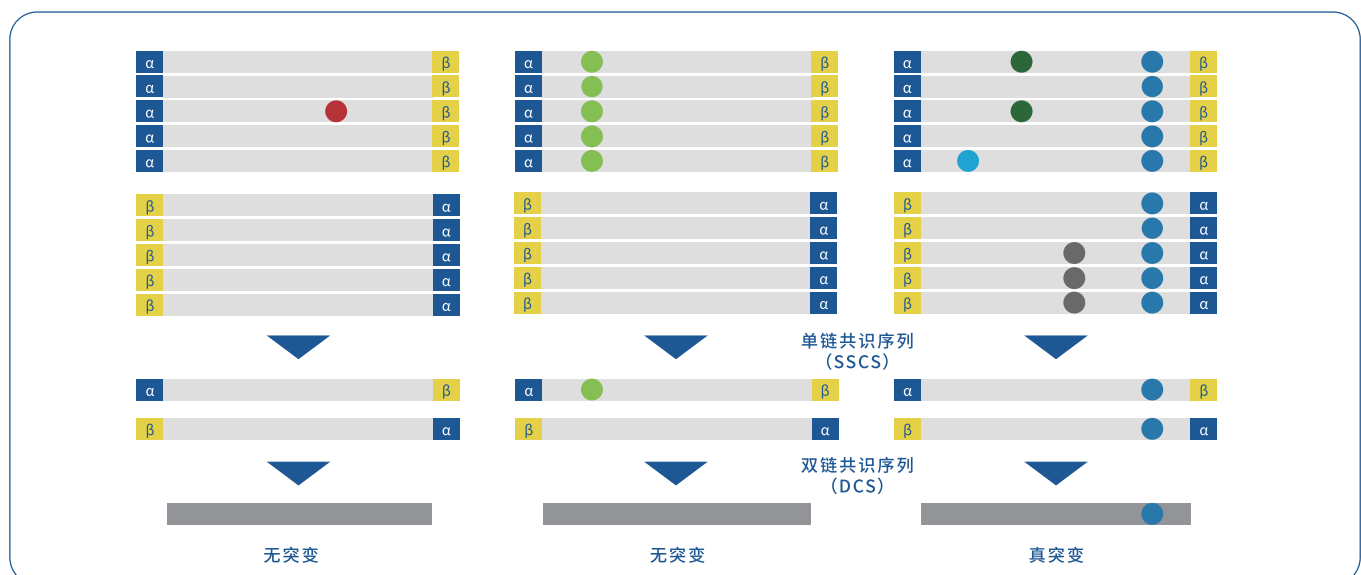 α β α β α β
α β α β α β
α β α β α β
α β α β α β
α β α β α β
β α β α β α
β α β α β α
β α β α β α
β α β α β α
β α β α β α
单链共识序列
（SSCS）
α β α β α β
β α β α β α
双链共识序列
（DCS）
无突变 无突变 真突变